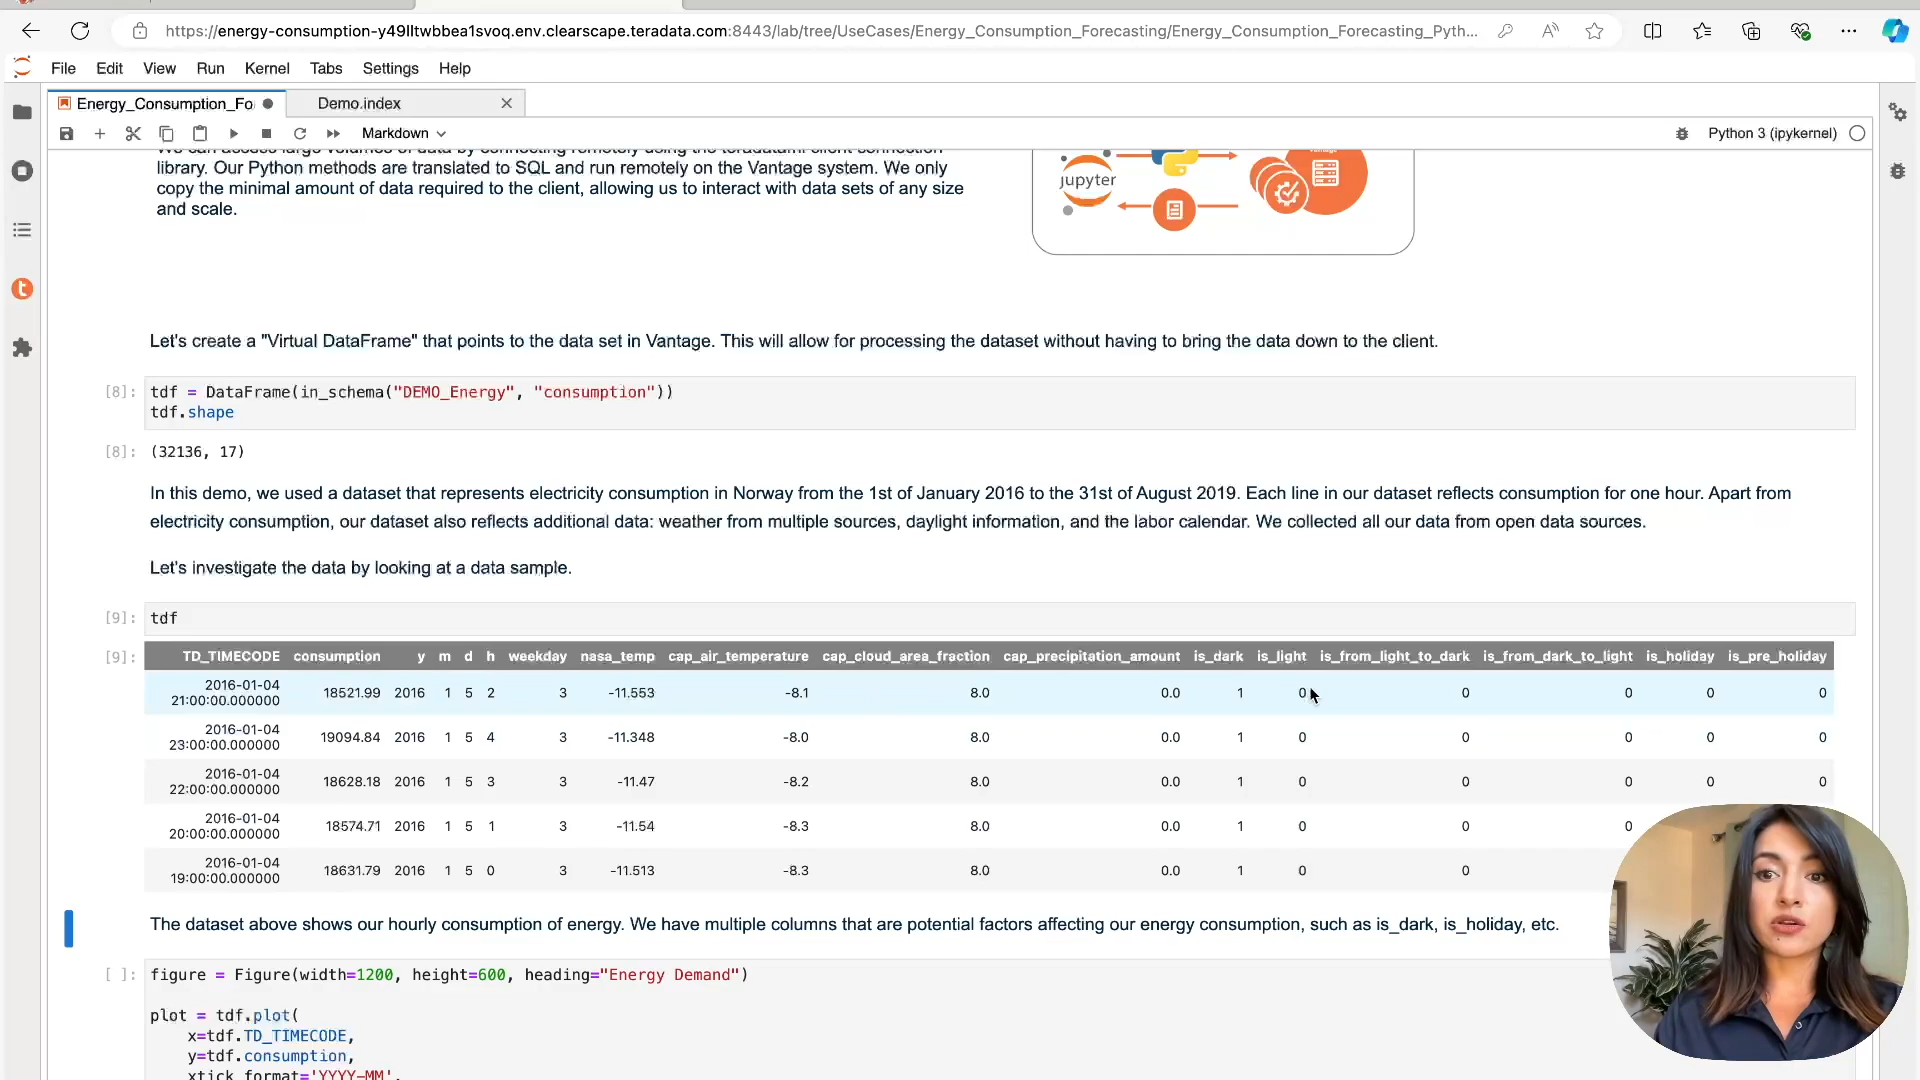 https://energy-consumption-y49lltwbbea1svoq.env.clearscape.teradata.com:8443/lab/tree/UseCases/Energy_Consumption_Forecasting/Energy_Consumption_Forecasting_Pyth...
File Edit View Run Kernel Tabs Settings Help
Energy_Consumption_Fo Demo.index
Markdown Python 3 (ipykernel)
We can access large volumes of data by connecting remotely using the teradataml client connection
library. Our Python methods are translated to SQL and run remotely on the Vantage system. We only
copy the minimal amount of data required to the client, allowing us to interact with data sets of any size
and scale.
jupyter
Let's create a "Virtual DataFrame" that points to the data set in Vantage. This will allow for processing the dataset without having to bring the data down to the client.
[8]: tdf = DataFrame(in_schema("DEMO_Energy", "consumption"))
tdf.shape
[8]: (32136, 17)
In this demo, we used a dataset that represents electricity consumption in Norway from the 1st of January 2016 to the 31st of August 2019. Each line in our dataset reflects consumption for one hour. Apart from
electricity consumption, our dataset also reflects additional data: weather from multiple sources, daylight information, and the labor calendar. We collected all our data from open data sources.
Let's investigate the data by looking at a data sample.
[9]: tdf
[9]: TD_TIMECODE consumption y m d h weekday nasa_temp cap_air_temperature cap_cloud_area_fraction cap_precipitation_amount is_dark is_light is_from_light_to_dark is_from_dark_to_light is_holiday is_pre_holiday
2016-01-04
21:00:00.000000 18521.99 2016 1 5 2 3 -11.553 -8.1 8.0 0.0 1 0 0 0 0 0
2016-01-04
23:00:00.000000 19094.84 2016 1 5 4 3 -11.348 -8.0 8.0 0.0 1 0 0 0 0 0
2016-01-04
22:00:00.000000 18628.18 2016 1 5 3 3 -11.47 -8.2 8.0 0.0 1 0 0 0 0 0
2016-01-04
20:00:00.000000 18574.71 2016 1 5 1 3 -11.54 -8.3 8.0 0.0 1 0 0 0
2016-01-04
19:00:00.000000 18631.79 2016 1 5 0 3 -11.513 -8.3 8.0 0.0 1 0 0
The dataset above shows our hourly consumption of energy. We have multiple columns that are potential factors affecting our energy consumption, such as is_dark, is_holiday, etc.
[ ]: figure = Figure(width=1200, height=600, heading="Energy Demand")
plot = tdf.plot(
x=tdf.TD_TIMECODE,
y=tdf.consumption,
xtick_format='YYYY-MM',